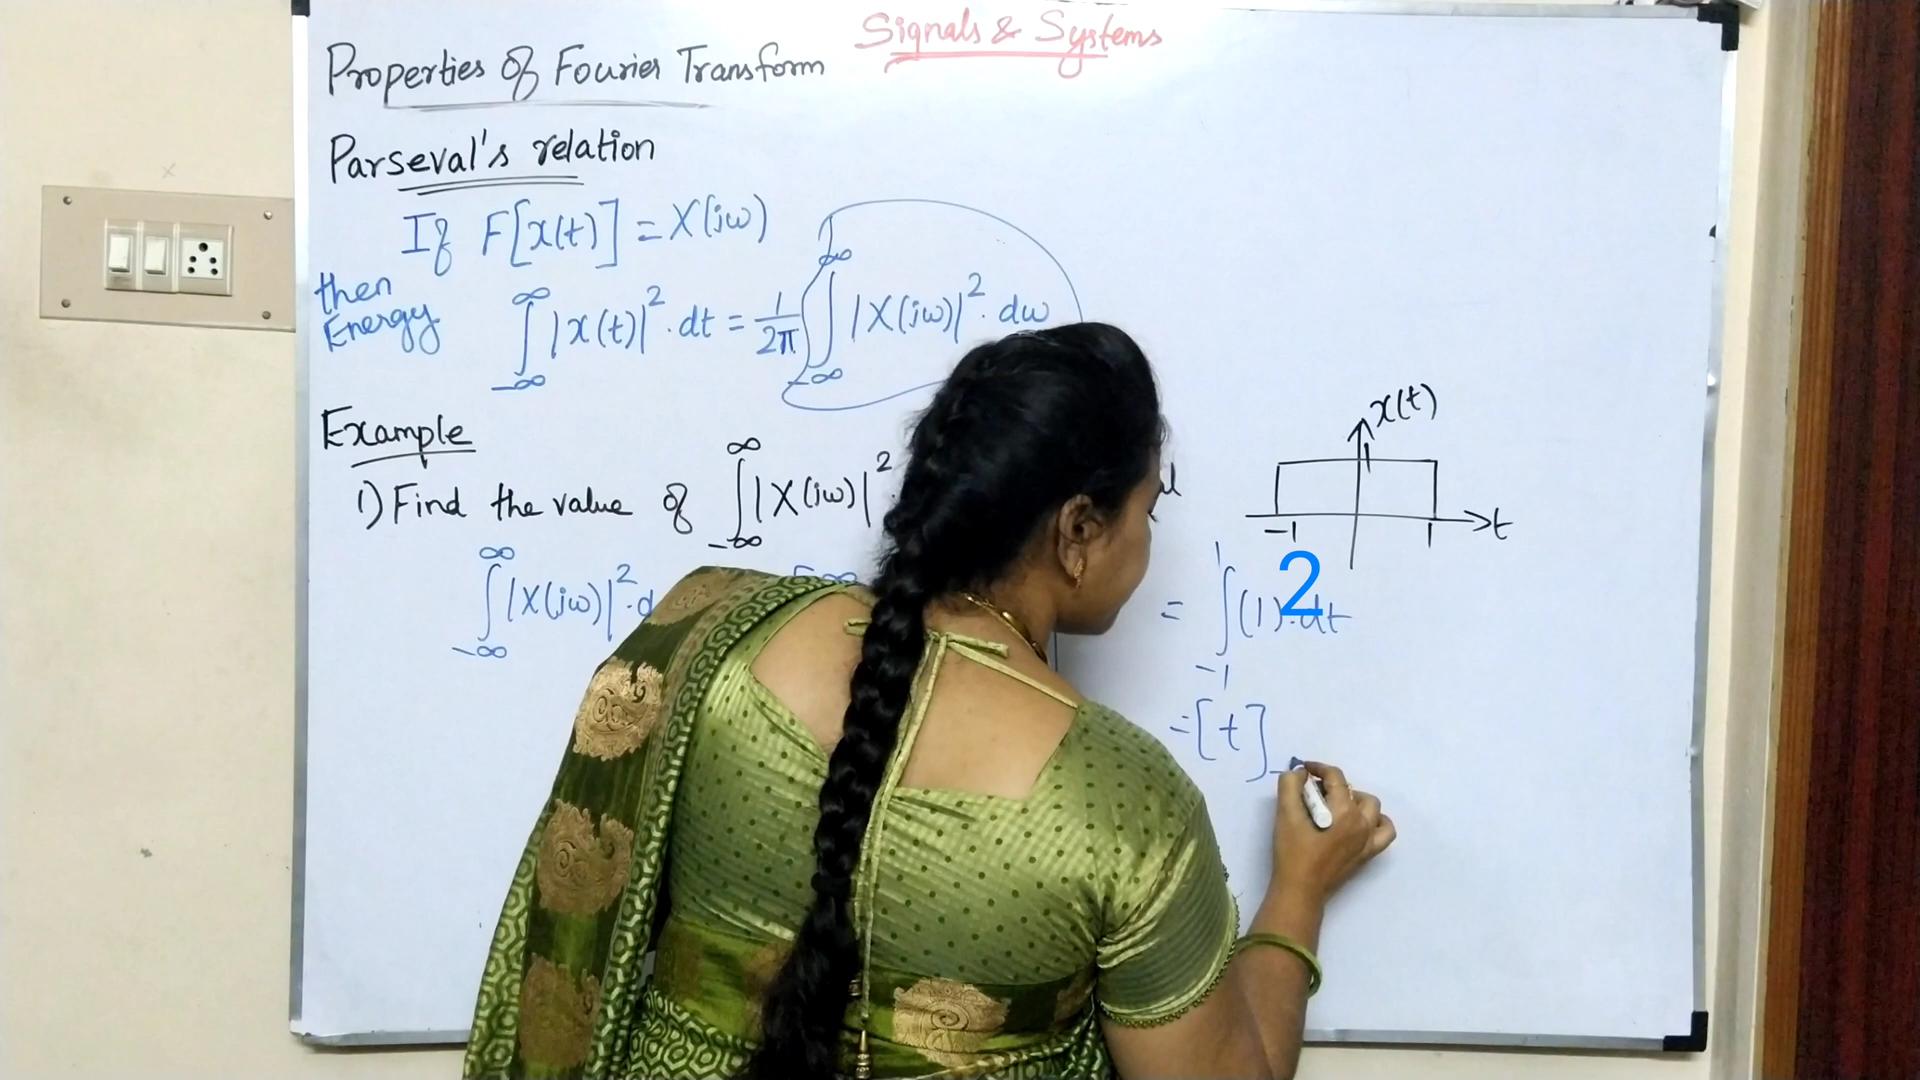 Signals & Systems
Properties Of Fourier Transform
Parseval's relation
If F[x(t)] = X(jω)
then
Energy
∞∫-∞ |x(t)|² · dt = 1/2π ∞∫-∞ |X(jω)|² · dω
Example
1) Find the value of ∞∫-∞ |X(jω)|² ·
x(t)
1
-1 1 t
∞∫-∞ |X(jω)|² · d
= 1∫-1 (1)² · dt
= [t]